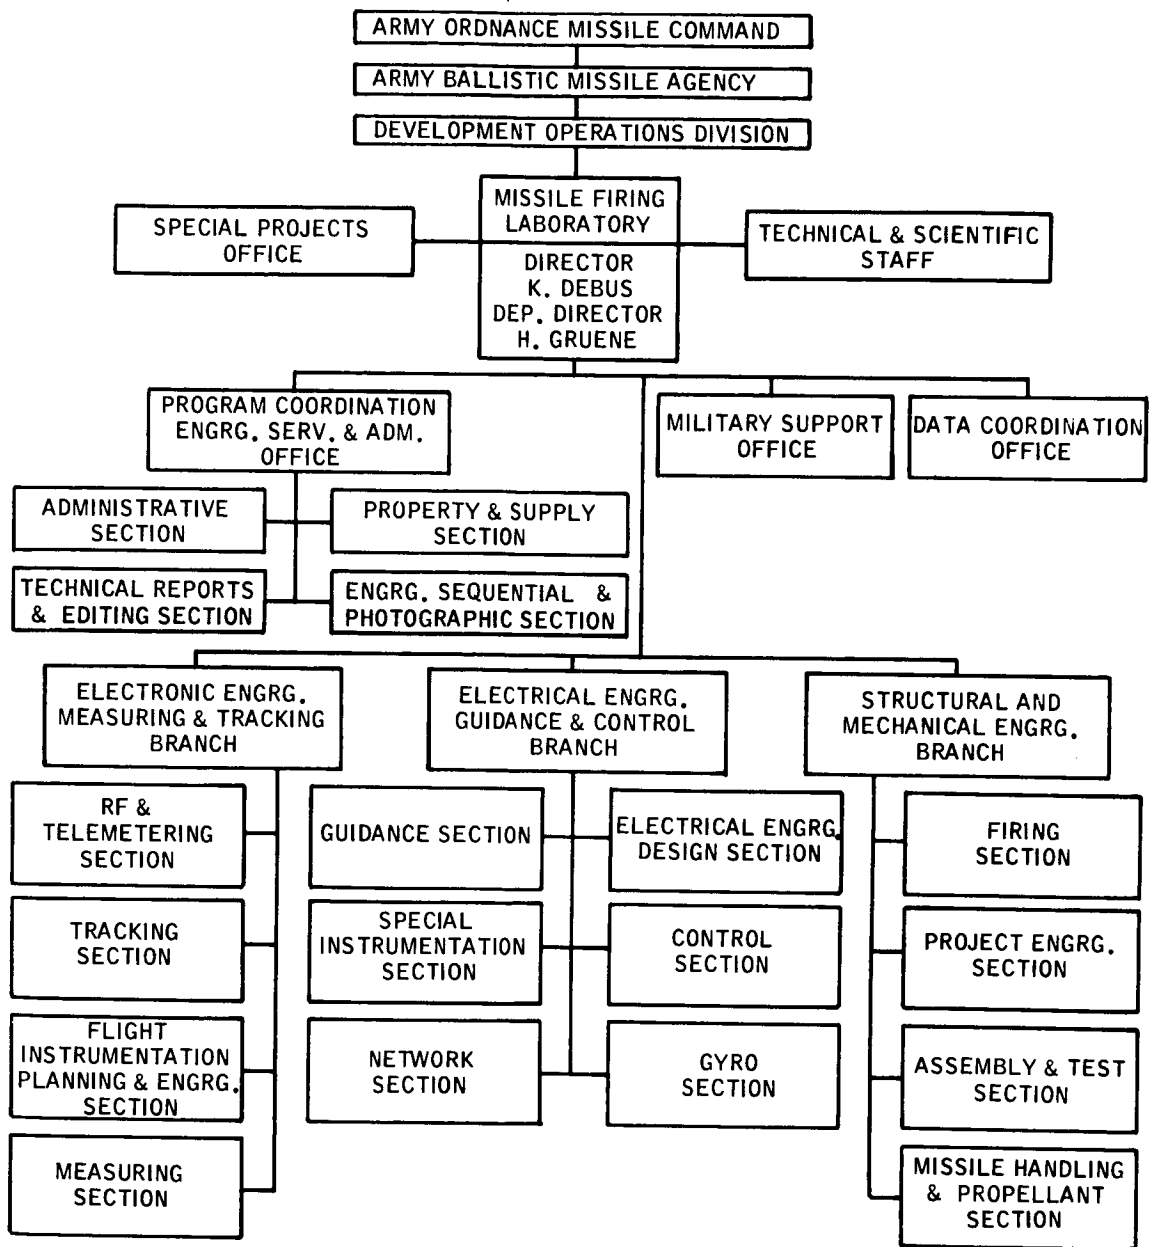 ARMY ORDNANCE MISSILE COMMAND
ARMY BALLISTIC MISSILE AGENCY
DEVELOPMENT OPERATIONS DIVISION
MISSILE FIRING
LABORATORY
DIRECTOR
K. DEBUS
DEP. DIRECTOR
H. GRUENE
SPECIAL PROJECTS
OFFICE
TECHNICAL & SCIENTIFIC
STAFF
PROGRAM COORDINATION
ENGRG. SERV. & ADM.
OFFICE
MILITARY SUPPORT
OFFICE
DATA COORDINATION
OFFICE
ADMINISTRATIVE
SECTION
PROPERTY & SUPPLY
SECTION
TECHNICAL REPORTS
& EDITING SECTION
ENGRG. SEQUENTIAL &
PHOTOGRAPHIC SECTION
ELECTRONIC ENGRG.
MEASURING & TRACKING
BRANCH
ELECTRICAL ENGRG.
GUIDANCE & CONTROL
BRANCH
STRUCTURAL AND
MECHANICAL ENGRG.
BRANCH
RF &
TELEMETERING
SECTION
TRACKING
SECTION
FLIGHT
INSTRUMENTATION
PLANNING & ENGRG.
SECTION
MEASURING
SECTION
GUIDANCE SECTION
ELECTRICAL ENGRG.
DESIGN SECTION
SPECIAL
INSTRUMENTATION
SECTION
CONTROL
SECTION
NETWORK
SECTION
GYRO
SECTION
FIRING
SECTION
PROJECT ENGRG.
SECTION
ASSEMBLY & TEST
SECTION
MISSILE HANDLING
& PROPELLANT
SECTION